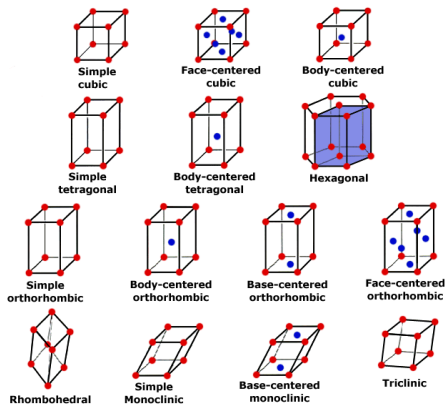 Simple
cubic
Face-centered
cubic
Body-centered
cubic
Simple
tetragonal
Body-centered
tetragonal
Hexagonal
Simple
orthorhombic
Body-centered
orthorhombic
Base-centered
orthorhombic
Face-centered
orthorhombic
Rhombohedral
Simple
Monoclinic
Base-centered
monoclinic
Triclinic